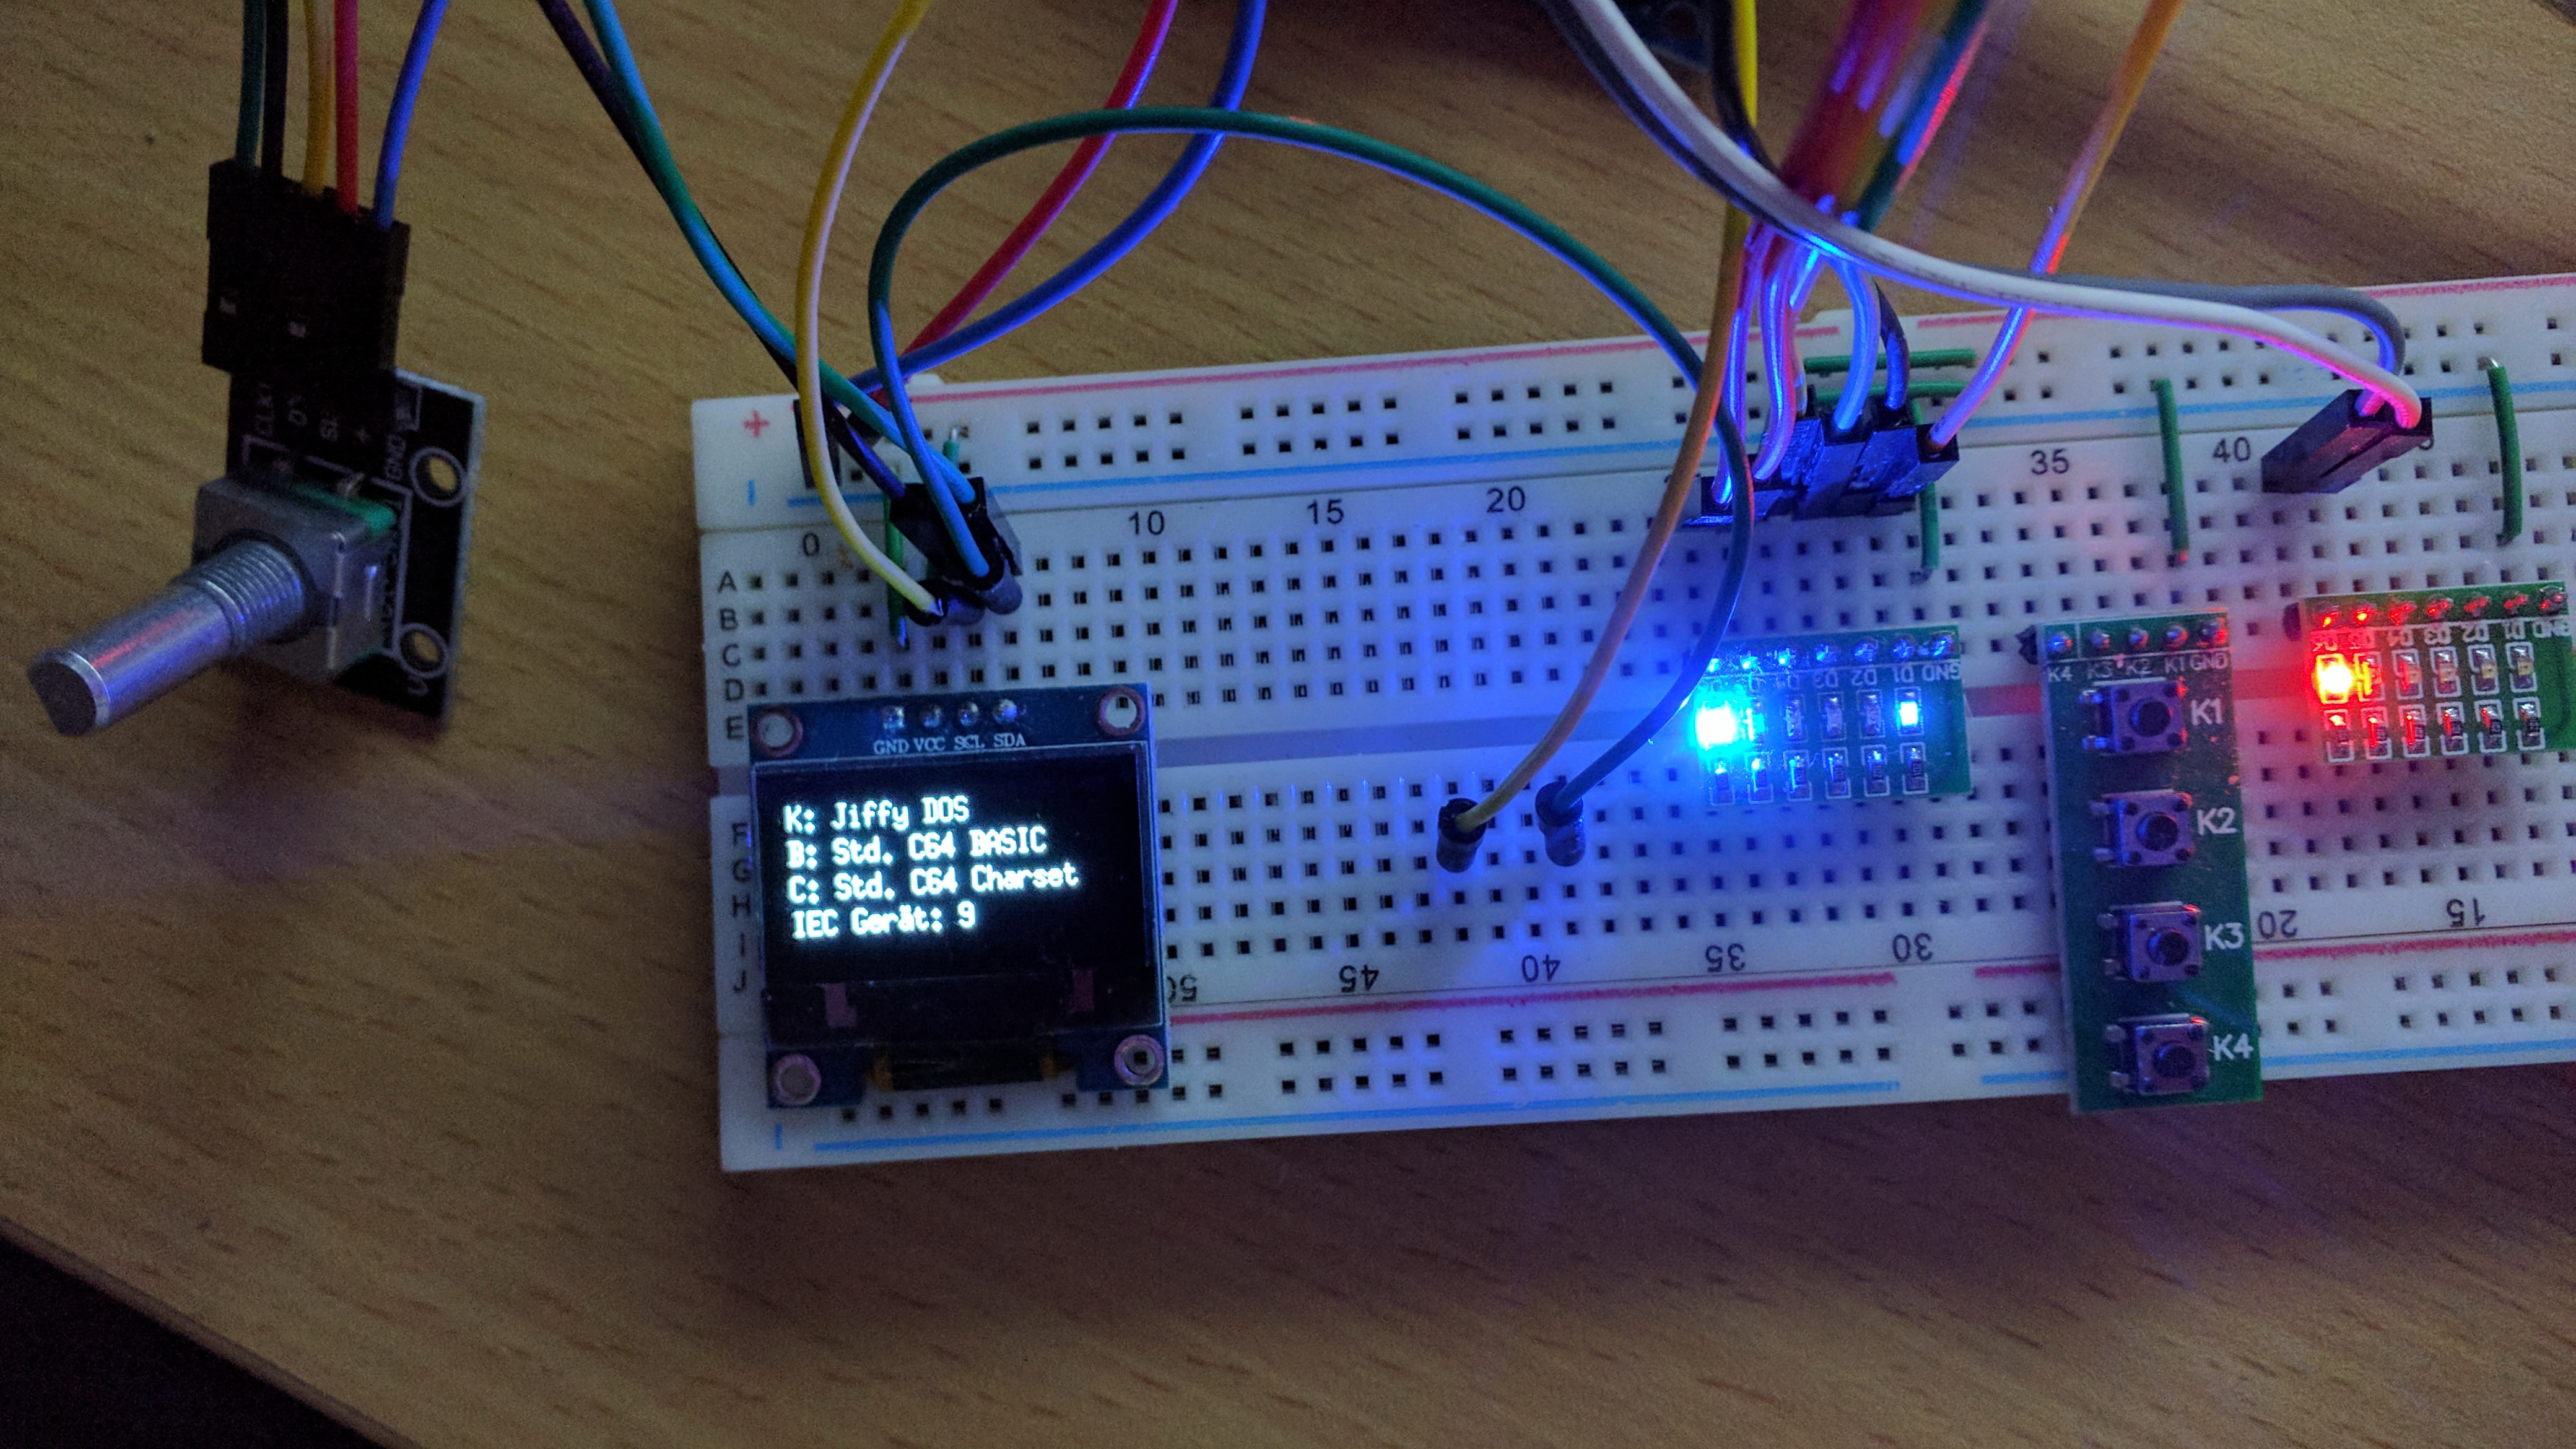 CLK
SW
+
GND
+
0
10
15
20
35
40
A
B
C
D
E
GND VCC SCL SDA
K: Jiffy DOS
B: Std. C64 BASIC
C: Std. C64 Charset
IEC Gerät: 9
F
G
H
I
J
50
45
40
35
30
20
15
D3 D2 D1 GND
K4 K3 K2 K1 GND
K1
K2
K3
K4
D4 D3 D2 D1 GND